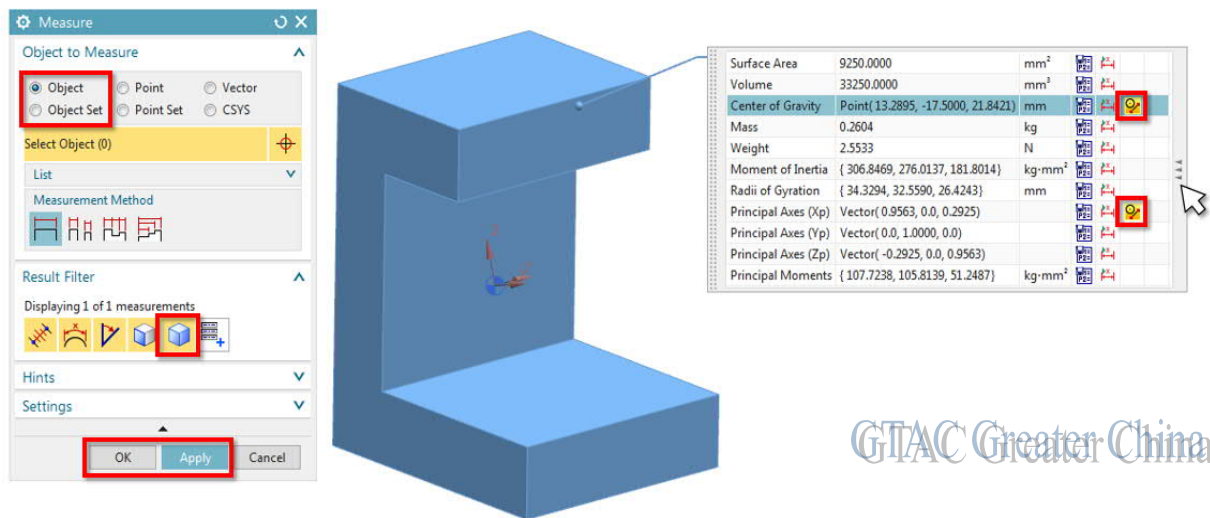 Measure
Object to Measure
Object Point Vector
Object Set Point Set CSYS
Select Object (0)
List
Measurement Method
Result Filter
Displaying 1 of 1 measurements
Hints
Settings
OK Apply Cancel
Surface Area 9250.0000 mm²
Volume 33250.0000 mm³
Center of Gravity Point( 13.2895, -17.5000, 21.8421) mm
Mass 0.2604 kg
Weight 2.5533 N
Moment of Inertia { 306.8469, 276.0137, 181.8014} kg·mm²
Radii of Gyration { 34.3294, 32.5590, 26.4243} mm
Principal Axes (Xp) Vector( 0.9563, 0.0, 0.2925)
Principal Axes (Yp) Vector( 0.0, 1.0000, 0.0)
Principal Axes (Zp) Vector( -0.2925, 0.0, 0.9563)
Principal Moments { 107.7238, 105.8139, 51.2487} kg·mm²
GTAC Greater China